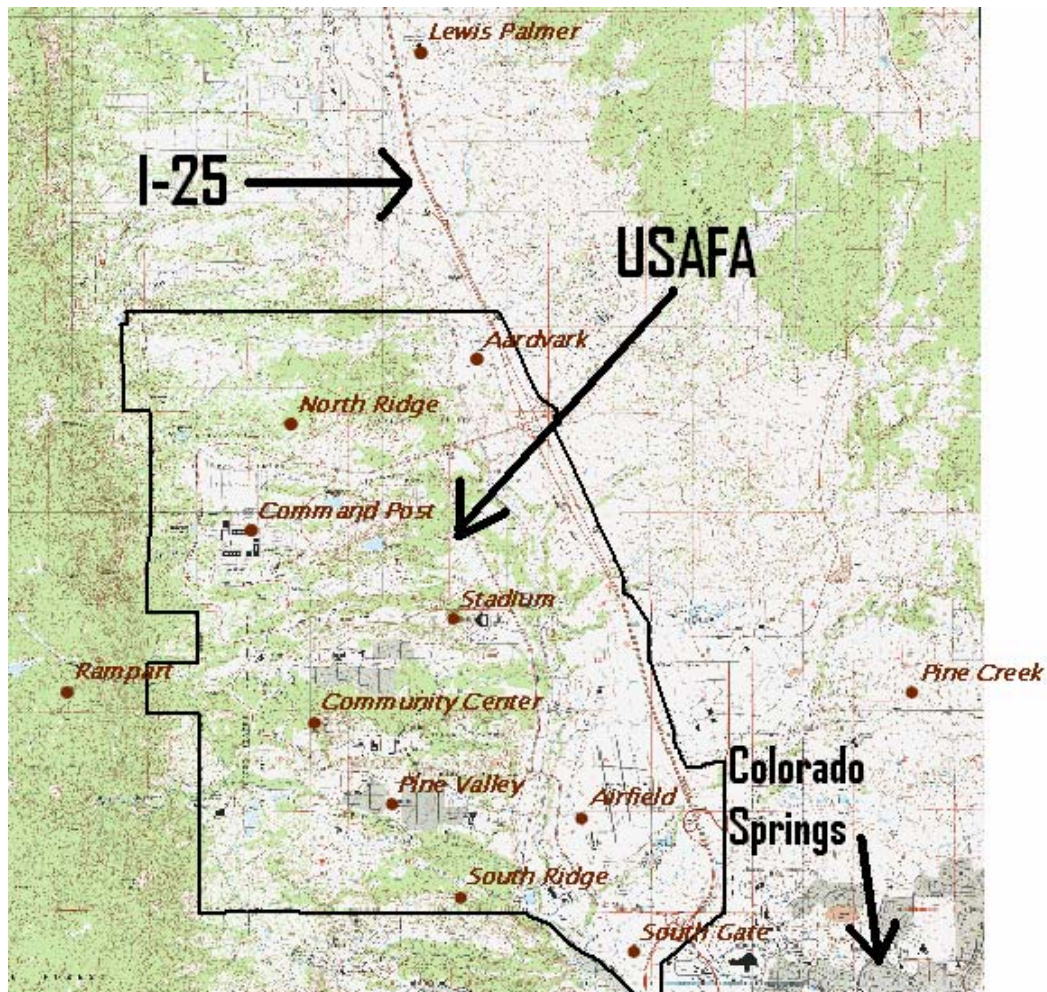 Lewis Palmer
I-25
USAFA
Aardvark
North Ridge
Command Post
Stadium
Rampart
Pine Creek
Community Center
Colorado
Springs
Pine Valley
Airfield
South Ridge
South Gate